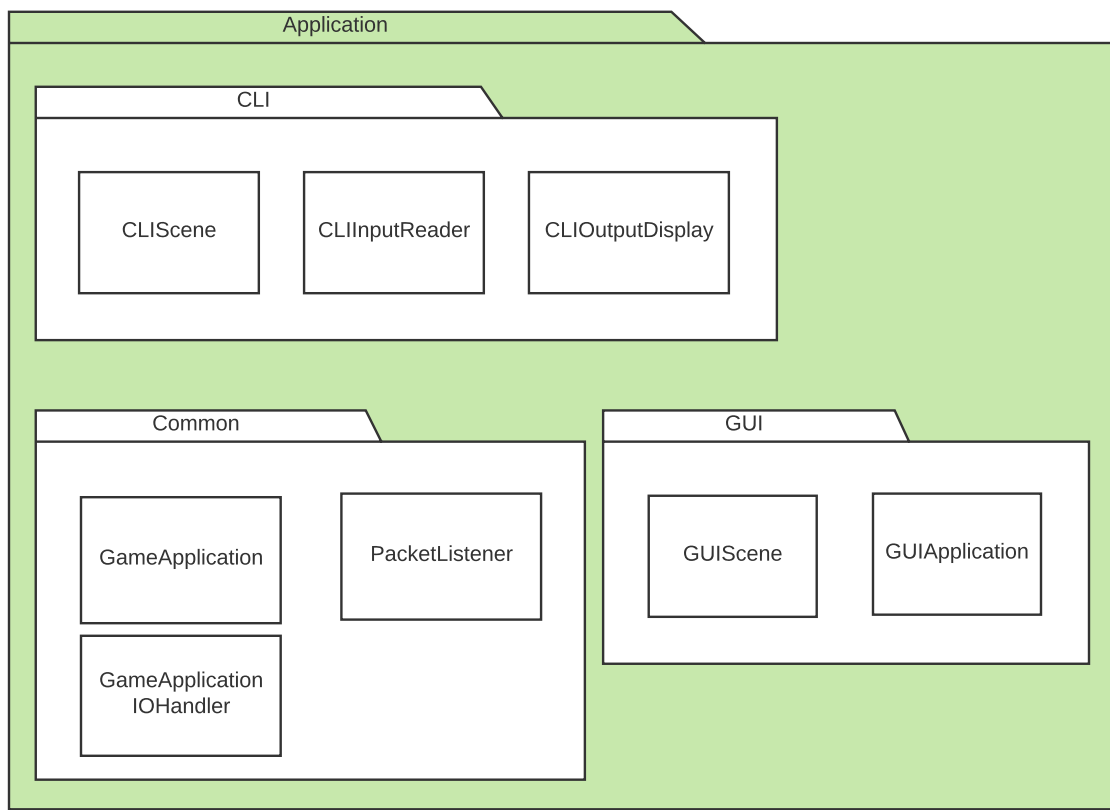 Application
CLI
CLIScene
CLIInputReader
CLIOutputDisplay
Common
GameApplication
PacketListener
GameApplication
IOHandler
GUI
GUIScene
GUIApplication